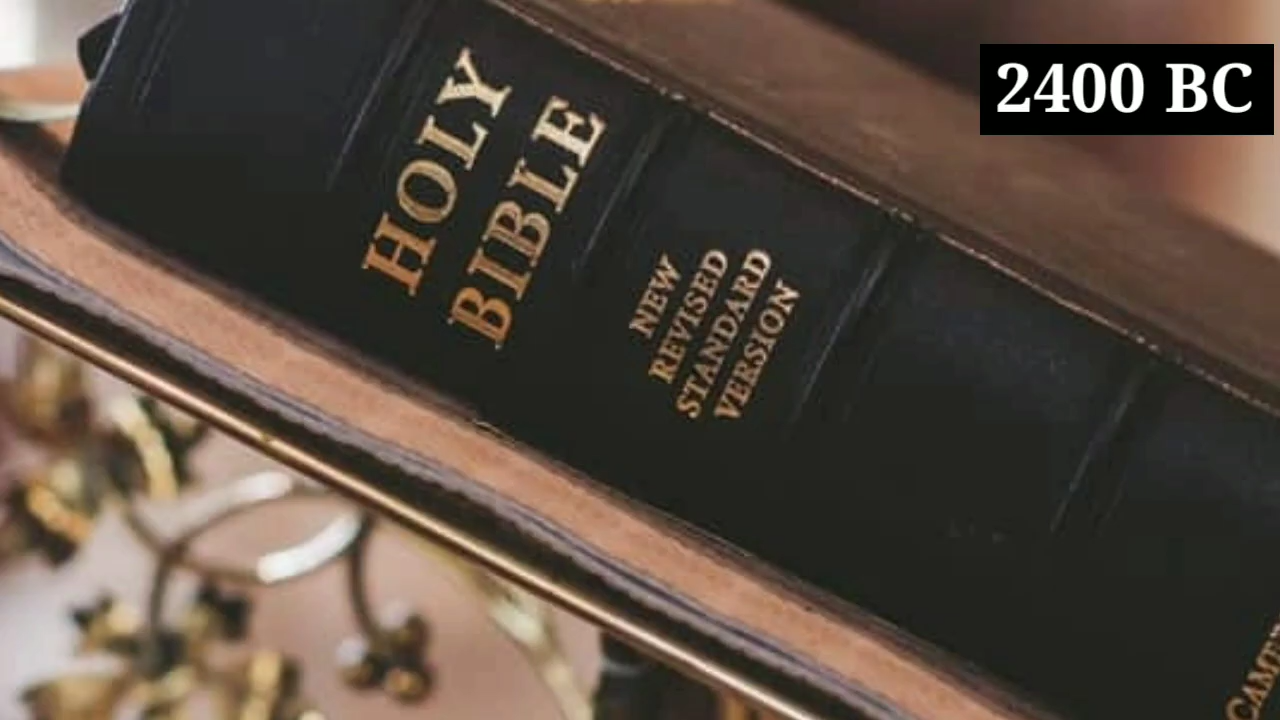 2400 BC
HOLY
BIBLE
NEW
REVISED
STANDARD
VERSION